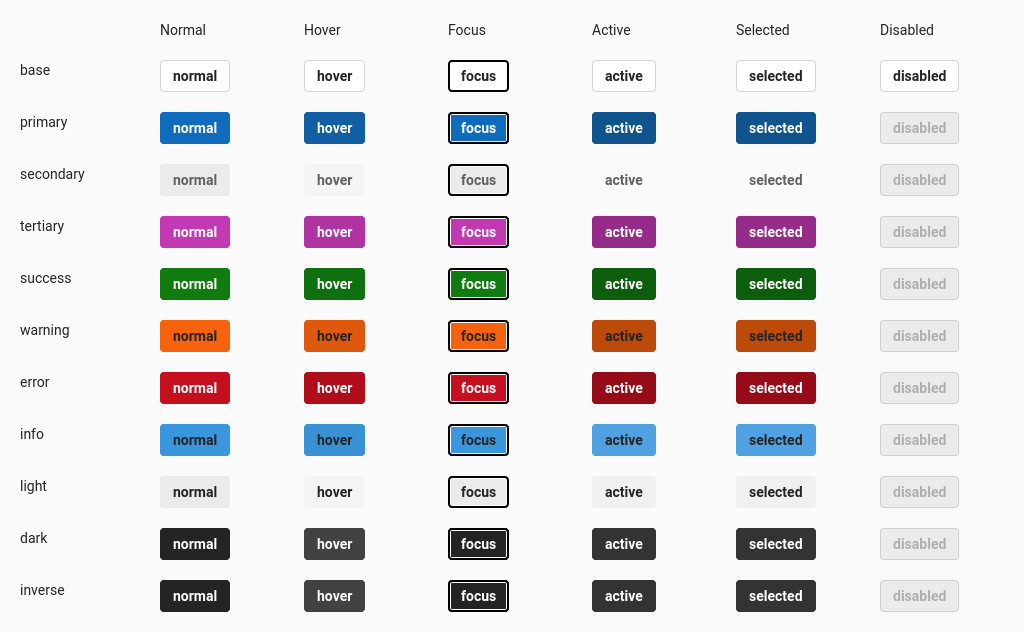 Normal Hover Focus Active Selected Disabled
base normal hover focus active selected disabled
primary normal hover focus active selected disabled
secondary normal hover focus active selected disabled
tertiary normal hover focus active selected disabled
success normal hover focus active selected disabled
warning normal hover focus active selected disabled
error normal hover focus active selected disabled
info normal hover focus active selected disabled
light normal hover focus active selected disabled
dark normal hover focus active selected disabled
inverse normal hover focus active selected disabled